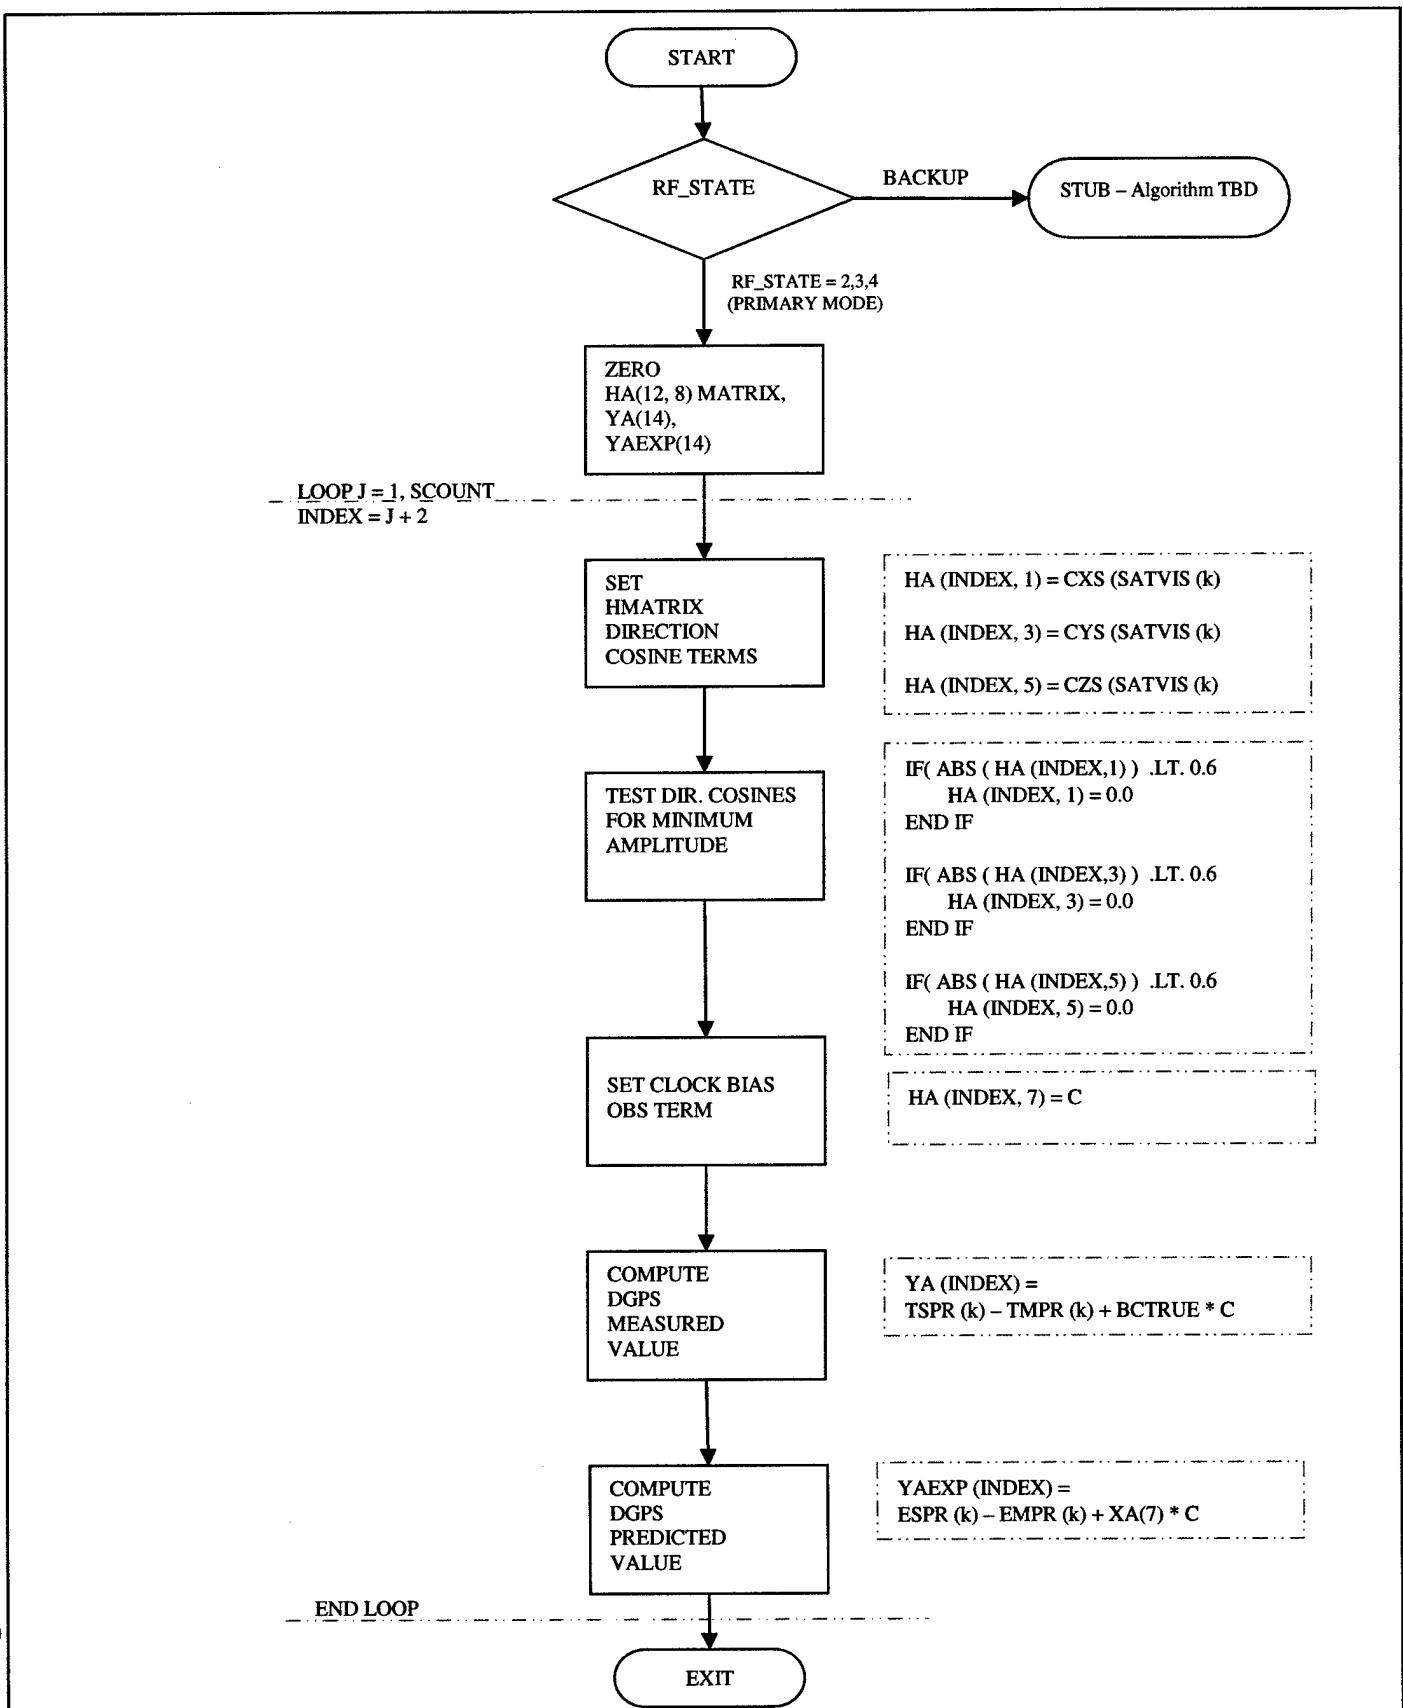 START
RF_STATE
BACKUP
STUB – Algorithm TBD
RF_STATE = 2,3,4
(PRIMARY MODE)
ZERO
HA(12, 8) MATRIX,
YA(14),
YAEXP(14)
LOOP J = 1, SCOUNT
INDEX = J + 2
SET
HMATRIX
DIRECTION
COSINE TERMS
HA (INDEX, 1) = CXS (SATVIS (k)
HA (INDEX, 3) = CYS (SATVIS (k)
HA (INDEX, 5) = CZS (SATVIS (k)
TEST DIR. COSINES
FOR MINIMUM
AMPLITUDE
IF( ABS ( HA (INDEX,1) ) .LT. 0.6
HA (INDEX, 1) = 0.0
END IF
IF( ABS ( HA (INDEX,3) ) .LT. 0.6
HA (INDEX, 3) = 0.0
END IF
IF( ABS ( HA (INDEX,5) ) .LT. 0.6
HA (INDEX, 5) = 0.0
END IF
SET CLOCK BIAS
OBS TERM
HA (INDEX, 7) = C
COMPUTE
DGPS
MEASURED
VALUE
YA (INDEX) =
TSPR (k) – TMPR (k) + BCTRUE * C
COMPUTE
DGPS
PREDICTED
VALUE
YAEXP (INDEX) =
ESPR (k) – EMPR (k) + XA(7) * C
END LOOP
EXIT